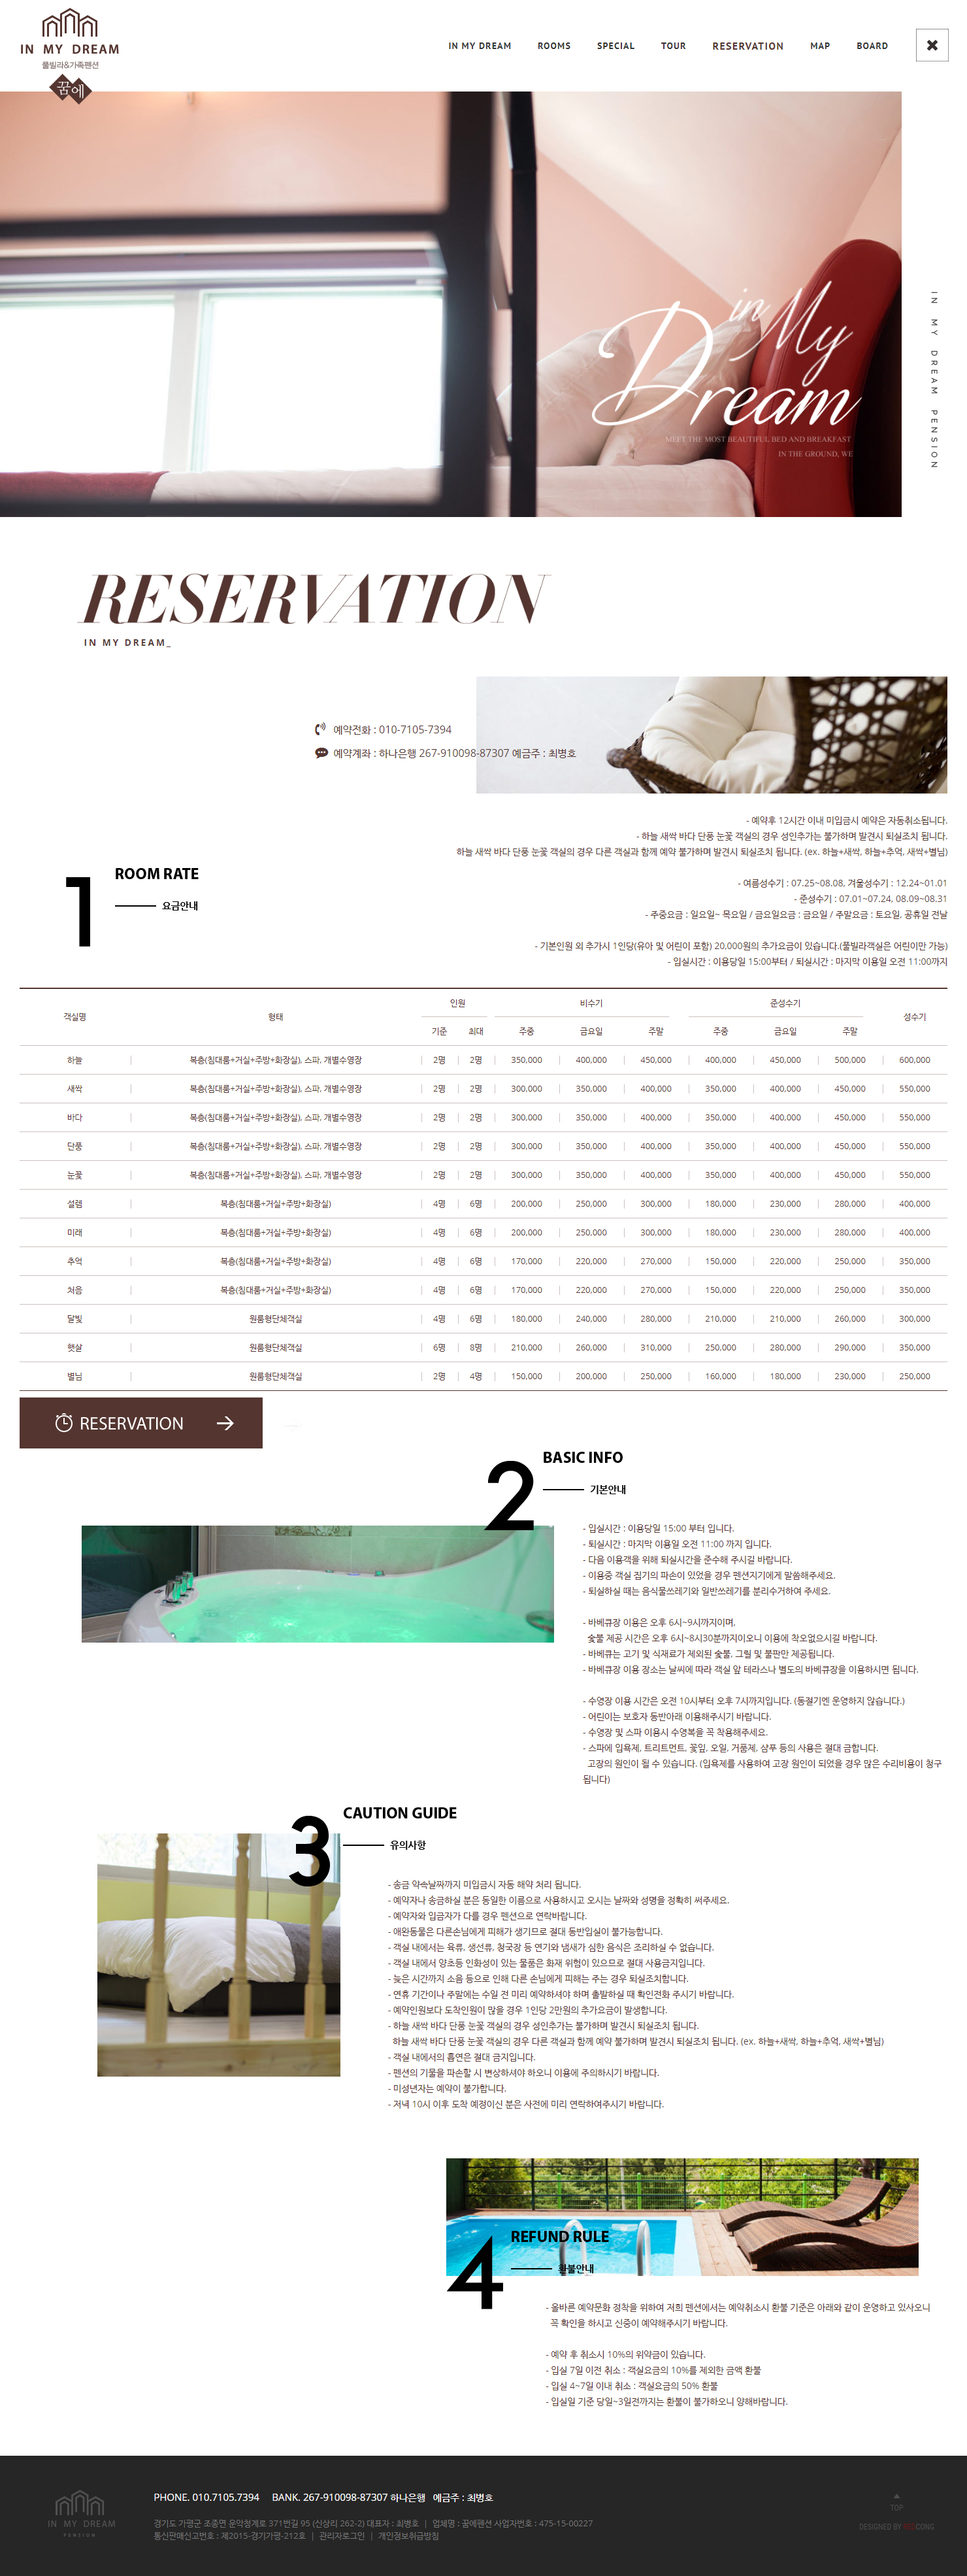 IN MY DREAM
풀빌라&가족펜션
꿈에
IN MY DREAM ROOMS SPECIAL TOUR RESERVATION MAP BOARD
in My
Dream
MEET THE MOST BEAUTIFUL BED AND BREAKFAST
IN THE GROUND, WE
IN MY DREAM PENSION
RESERVATION
IN MY DREAM_
예약전화 : 010-7105-7394
예약계좌 : 하나은행 267-910098-87307 예금주 : 최병호
- 예약후 12시간 이내 미입금시 예약은 자동취소됩니다.
- 하늘 새싹 바다 단풍 눈꽃 객실의 경우 성인추가는 불가하며 발견시 퇴실조치 됩니다.
하늘 새싹 바다 단풍 눈꽃 객실의 경우 다른 객실과 함께 예약 불가하며 발견시 퇴실조치 됩니다. (ex. 하늘+새싹, 하늘+추억, 새싹+별님)
1 ROOM RATE
요금안내
- 여름성수기 : 07.25~08.08, 겨울성수기 : 12.24~01.01
- 준성수기 : 07.01~07.24, 08.09~08.31
- 주중요금 : 일요일~ 목요일 / 금요일요금 : 금요일 / 주말요금 : 토요일, 공휴일 전날
- 기본인원 외 추가시 1인당(유아 및 어린이 포함) 20,000원의 추가요금이 있습니다.(풀빌라객실은 어린이만 가능)
- 입실시간 : 이용당일 15:00부터 / 퇴실시간 : 마지막 이용일 오전 11:00까지
객실명 형태 인원 비수기 준성수기 성수기
기준 최대 주중 금요일 주말 주중 금요일 주말
하늘 복층(침대룸+거실+주방+화장실), 스파, 개별수영장 2명 2명 350,000 400,000 450,000 400,000 450,000 500,000 600,000
새싹 복층(침대룸+거실+주방+화장실), 스파, 개별수영장 2명 2명 300,000 350,000 400,000 350,000 400,000 450,000 550,000
바다 복층(침대룸+거실+주방+화장실), 스파, 개별수영장 2명 2명 300,000 350,000 400,000 350,000 400,000 450,000 550,000
단풍 복층(침대룸+거실+주방+화장실), 스파, 개별수영장 2명 2명 300,000 350,000 400,000 350,000 400,000 450,000 550,000
눈꽃 복층(침대룸+거실+주방+화장실), 스파, 개별수영장 2명 2명 300,000 350,000 400,000 350,000 400,000 450,000 550,000
설렘 복층(침대룸+거실+주방+화장실) 4명 6명 200,000 250,000 300,000 180,000 230,000 280,000 400,000
미래 복층(침대룸+거실+주방+화장실) 4명 6명 200,000 250,000 300,000 180,000 230,000 280,000 400,000
추억 복층(침대룸+거실+주방+화장실) 4명 6명 170,000 220,000 270,000 150,000 220,000 250,000 350,000
처음 복층(침대룸+거실+주방+화장실) 4명 6명 170,000 220,000 270,000 150,000 220,000 250,000 350,000
달빛 원룸형단체객실 4명 6명 180,000 240,000 280,000 210,000 210,000 260,000 300,000
햇살 원룸형단체객실 6명 8명 210,000 260,000 310,000 250,000 280,000 290,000 350,000
별님 원룸형단체객실 2명 4명 150,000 200,000 250,000 160,000 180,000 230,000 250,000
RESERVATION
2 BASIC INFO
기본안내
- 입실시간 : 이용당일 15:00 부터 입니다.
- 퇴실시간 : 마지막 이용일 오전 11:00 까지 입니다.
- 다음 이용객을 위해 퇴실시간을 준수해 주시길 바랍니다.
- 이용중 객실 집기의 파손이 있었을 경우 펜션지기에게 말씀해주세요.
- 퇴실하실 때는 음식물쓰레기와 일반쓰레기를 분리수거하여 주세요.
- 바베큐장 이용은 오후 6시~9시까지이며,
숯불 제공 시간은 오후 6시~8시30분까지이오니 이용에 착오없으시길 바랍니다.
- 바베큐는 고기 및 식재료가 제외된 숯불, 그릴 및 불판만 제공됩니다.
- 바베큐장 이용 장소는 날씨에 따라 객실 앞 테라스나 별도의 바베큐장을 이용하시면 됩니다.
- 수영장 이용 시간은 오전 10시부터 오후 7시까지입니다. (동절기엔 운영하지 않습니다.)
- 어린이는 보호자 동반아래 이용해주시기 바랍니다.
- 수영장 및 스파 이용시 수영복을 꼭 착용해주세요.
- 스파에 입욕제, 트리트먼트, 꽃잎, 오일, 거품제, 샴푸 등의 사용은 절대 금합니다.
고장의 원인이 될 수 있습니다. (입욕제를 사용하여 고장 원인이 되었을 경우 많은 수리비용이 청구
됩니다)
3 CAUTION GUIDE
유의사항
- 송금 약속날짜까지 미입금시 자동 해약 처리 됩니다.
- 예약자나 송금하실 분은 동일한 이름으로 사용하시고 오시는 날짜와 성명을 정확히 써주세요.
- 예약자와 입금자가 다를 경우 펜션으로 연락바랍니다.
- 애완동물은 다른손님에게 피해가 생기므로 절대 동반입실이 불가능합니다.
- 객실 내에서는 육류, 생선류, 청국장 등 연기와 냄새가 심한 음식은 조리하실 수 없습니다.
- 객실 내에서 양초등 인화성이 있는 물품은 화재 위험이 있으므로 절대 사용금지입니다.
- 늦은 시간까지 소음 등으로 인해 다른 손님에게 피해는 주는 경우 퇴실조치합니다.
- 연휴 기간이나 주말에는 수일 전 미리 예약하셔야 하며 출발하실 때 확인전화 주시기 바랍니다.
- 예약인원보다 도착인원이 많을 경우 1인당 2만원의 추가요금이 발생합니다.
- 하늘 새싹 바다 단풍 눈꽃 객실의 경우 성인추가는 불가하며 발견시 퇴실조치 됩니다.
하늘 새싹 바다 단풍 눈꽃 객실의 경우 다른 객실과 함께 예약 불가하며 발견시 퇴실조치 됩니다. (ex. 하늘+새싹, 하늘+추억, 새싹+별님)
- 객실 내에서의 흡연은 절대 금지입니다.
- 펜션의 기물을 파손할 시 변상하셔야 하오니 이용에 주의하시기 바랍니다.
- 미성년자는 예약이 불가합니다.
- 저녁 10시 이후 도착 예정이신 분은 사전에 미리 연락하여주시기 바랍니다.
4 REFUND RULE
환불안내
- 올바른 예약문화 정착을 위하여 저희 펜션에서는 예약취소시 환불 기준은 아래와 같이 운영하고 있사오니
꼭 확인을 하시고 신중이 예약해주시기 바랍니다.
- 예약 후 취소시 10%의 위약금이 있습니다.
- 입실 7일 이전 취소 : 객실요금의 10%를 제외한 금액 환불
- 입실 4~7일 이내 취소 : 객실요금의 50% 환불
- 입실일 기준 당일~3일전까지는 환불이 불가하오니 양해바랍니다.
IN MY DREAM
PENSION
PHONE. 010.7105.7394 BANK. 267-910098-87307 하나은행 예금주 : 최병호
경기도 가평군 조종면 운악청계로 371번길 95 (신상리 262-2) 대표자 : 최병호 | 업체명 : 꿈에펜션 사업자번호 : 475-15-00227
통신판매신고번호 : 제2015-경기가평-212호 | 관리자로그인 | 개인정보취급방침
TOP
DESIGNED BY REDCONG